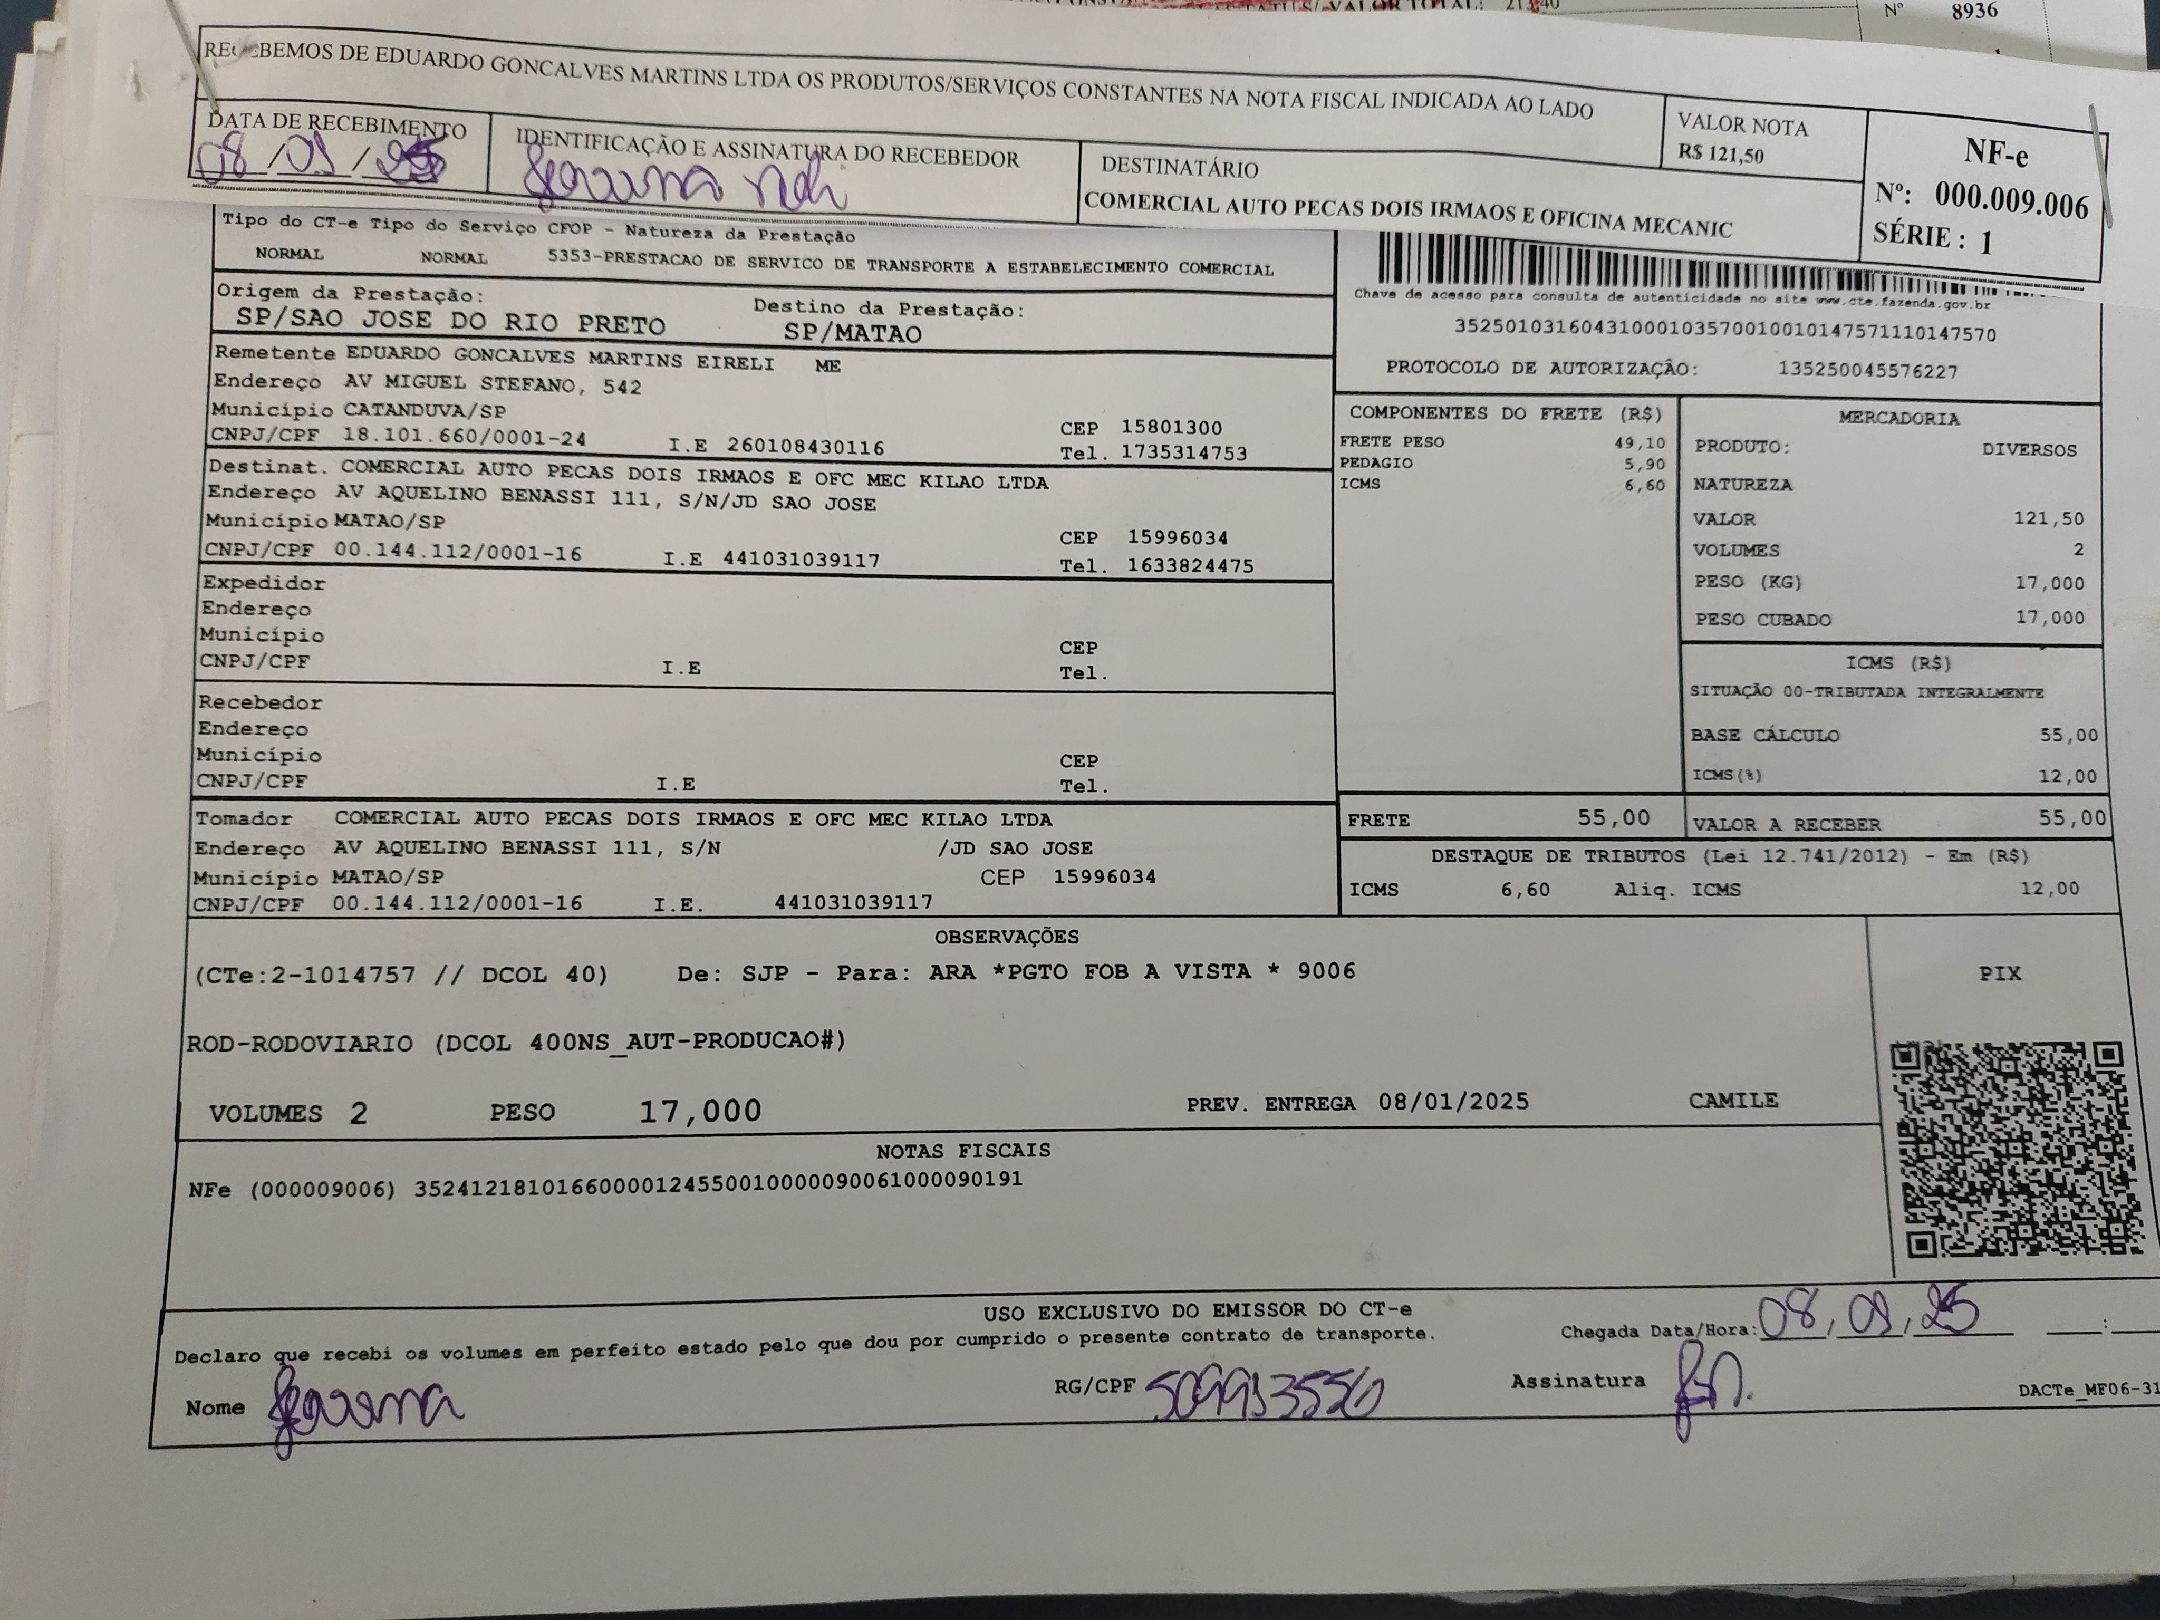 VALOR TOTAL: 213,40
Nº 8936
RECEBEMOS DE EDUARDO GONCALVES MARTINS LTDA OS PRODUTOS/SERVIÇOS CONSTANTES NA NOTA FISCAL INDICADA AO LADO
VALOR NOTA
R$ 121,50
NF-e
Nº: 000.009.006
SÉRIE: 1
DATA DE RECEBIMENTO
08/01/25
IDENTIFICAÇÃO E ASSINATURA DO RECEBEDOR
DESTINATÁRIO
COMERCIAL AUTO PECAS DOIS IRMAOS E OFICINA MECANIC
Tipo do CT-e Tipo do Serviço CFOP - Natureza da Prestação
NORMAL NORMAL 5353-PRESTACAO DE SERVICO DE TRANSPORTE A ESTABELECIMENTO COMERCIAL
Origem da Prestação: Destino da Prestação:
SP/SAO JOSE DO RIO PRETO SP/MATAO
Chave de acesso para consulta de autenticidade no site www.cte.fazenda.gov.br
35250103160431000103570010010147571110147570
PROTOCOLO DE AUTORIZAÇÃO: 135250045576227
Remetente EDUARDO GONCALVES MARTINS EIRELI ME
Endereço AV MIGUEL STEFANO, 542
Município CATANDUVA/SP CEP 15801300
CNPJ/CPF 18.101.660/0001-24 I.E 260108430116 Tel. 1735314753
Destinat. COMERCIAL AUTO PECAS DOIS IRMAOS E OFC MEC KILAO LTDA
Endereço AV AQUELINO BENASSI 111, S/N/JD SAO JOSE
Município MATAO/SP CEP 15996034
CNPJ/CPF 00.144.112/0001-16 I.E 441031039117 Tel. 1633824475
Expedidor
Endereço
Município CEP
CNPJ/CPF I.E Tel.
Recebedor
Endereço
Município CEP
CNPJ/CPF I.E Tel.
Tomador COMERCIAL AUTO PECAS DOIS IRMAOS E OFC MEC KILAO LTDA
Endereço AV AQUELINO BENASSI 111, S/N /JD SAO JOSE
Município MATAO/SP CEP 15996034
CNPJ/CPF 00.144.112/0001-16 I.E. 441031039117
COMPONENTES DO FRETE (R$)
FRETE PESO 49,10
PEDAGIO 5,90
ICMS 6,60
MERCADORIA
PRODUTO: DIVERSOS
NATUREZA
VALOR 121,50
VOLUMES 2
PESO (KG) 17,000
PESO CUBADO 17,000
ICMS (R$)
SITUAÇÃO 00-TRIBUTADA INTEGRALMENTE
BASE CÁLCULO 55,00
ICMS(%) 12,00
FRETE 55,00 VALOR A RECEBER 55,00
DESTAQUE DE TRIBUTOS (Lei 12.741/2012) - Em (R$)
ICMS 6,60 Aliq. ICMS 12,00
OBSERVAÇÕES
(CTe:2-1014757 // DCOL 40) De: SJP - Para: ARA *PGTO FOB A VISTA * 9006
PIX
ROD-RODOVIARIO (DCOL 400NS_AUT-PRODUCAO#)
VOLUMES 2 PESO 17,000 PREV. ENTREGA 08/01/2025 CAMILE
NOTAS FISCAIS
NFe (000009006) 35241218101660000124550010000090061000090191
USO EXCLUSIVO DO EMISSOR DO CT-e
Declaro que recebi os volumes em perfeito estado pelo que dou por cumprido o presente contrato de transporte.
Chegada Data/Hora: 08, 01, 25 :
Nome
RG/CPF 509913556
Assinatura
DACTe_MF06-31